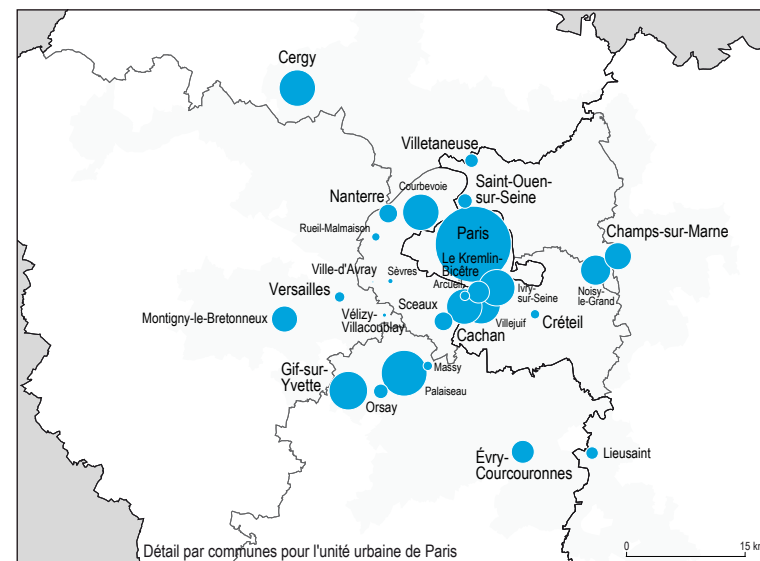 Cergy
Villetaneuse
Courbevoie
Saint-Ouen-
sur-Seine
Nanterre
Rueil-Malmaison
Paris
Champs-sur-Marne
Le Kremlin-
Bicêtre
Ville-d'Avray
Sèvres
Arcueil
Ivry-
sur-Seine
Noisy-
le-Grand
Versailles
Sceaux
Montigny-le-Bretonneux
Vélizy-
Villacoublay
Villejuif
Créteil
Cachan
Gif-sur-
Yvette
Massy
Palaiseau
Orsay
Évry-
Courcouronnes
Lieusaint
Détail par communes pour l'unité urbaine de Paris
0 15 km